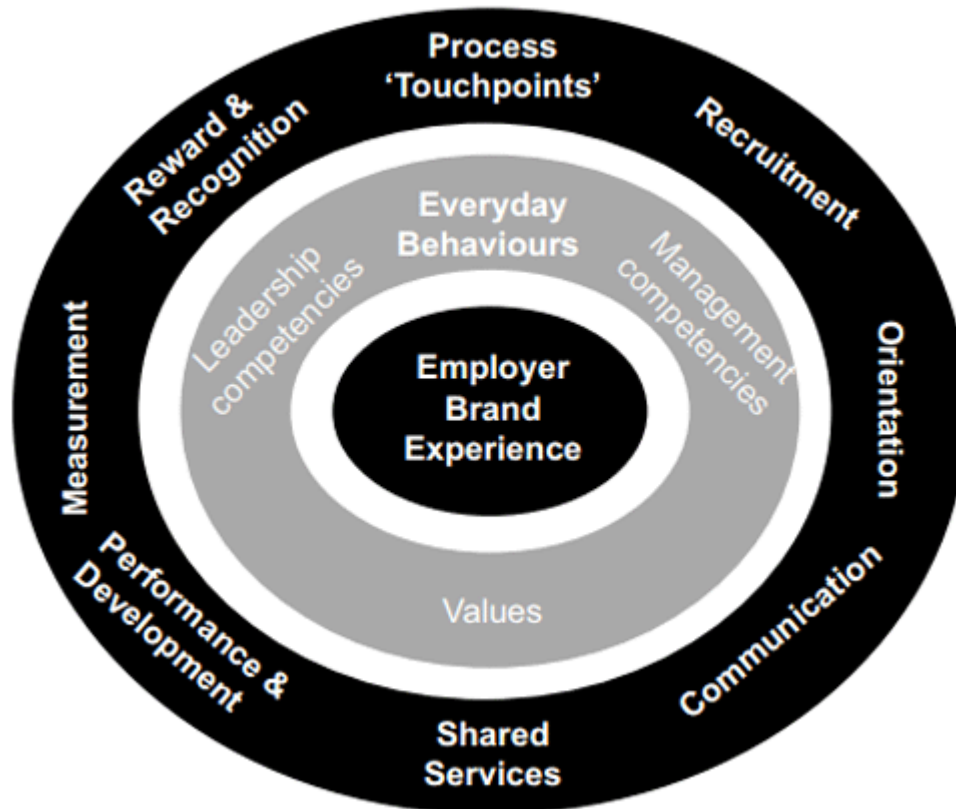 Process
‘Touchpoints’
Recruitment
Orientation
Communication
Shared
Services
Performance &
Development
Measurement
Reward &
Recognition
Everyday
Behaviours
Management
competencies
Values
Leadership
competencies
Employer
Brand
Experience